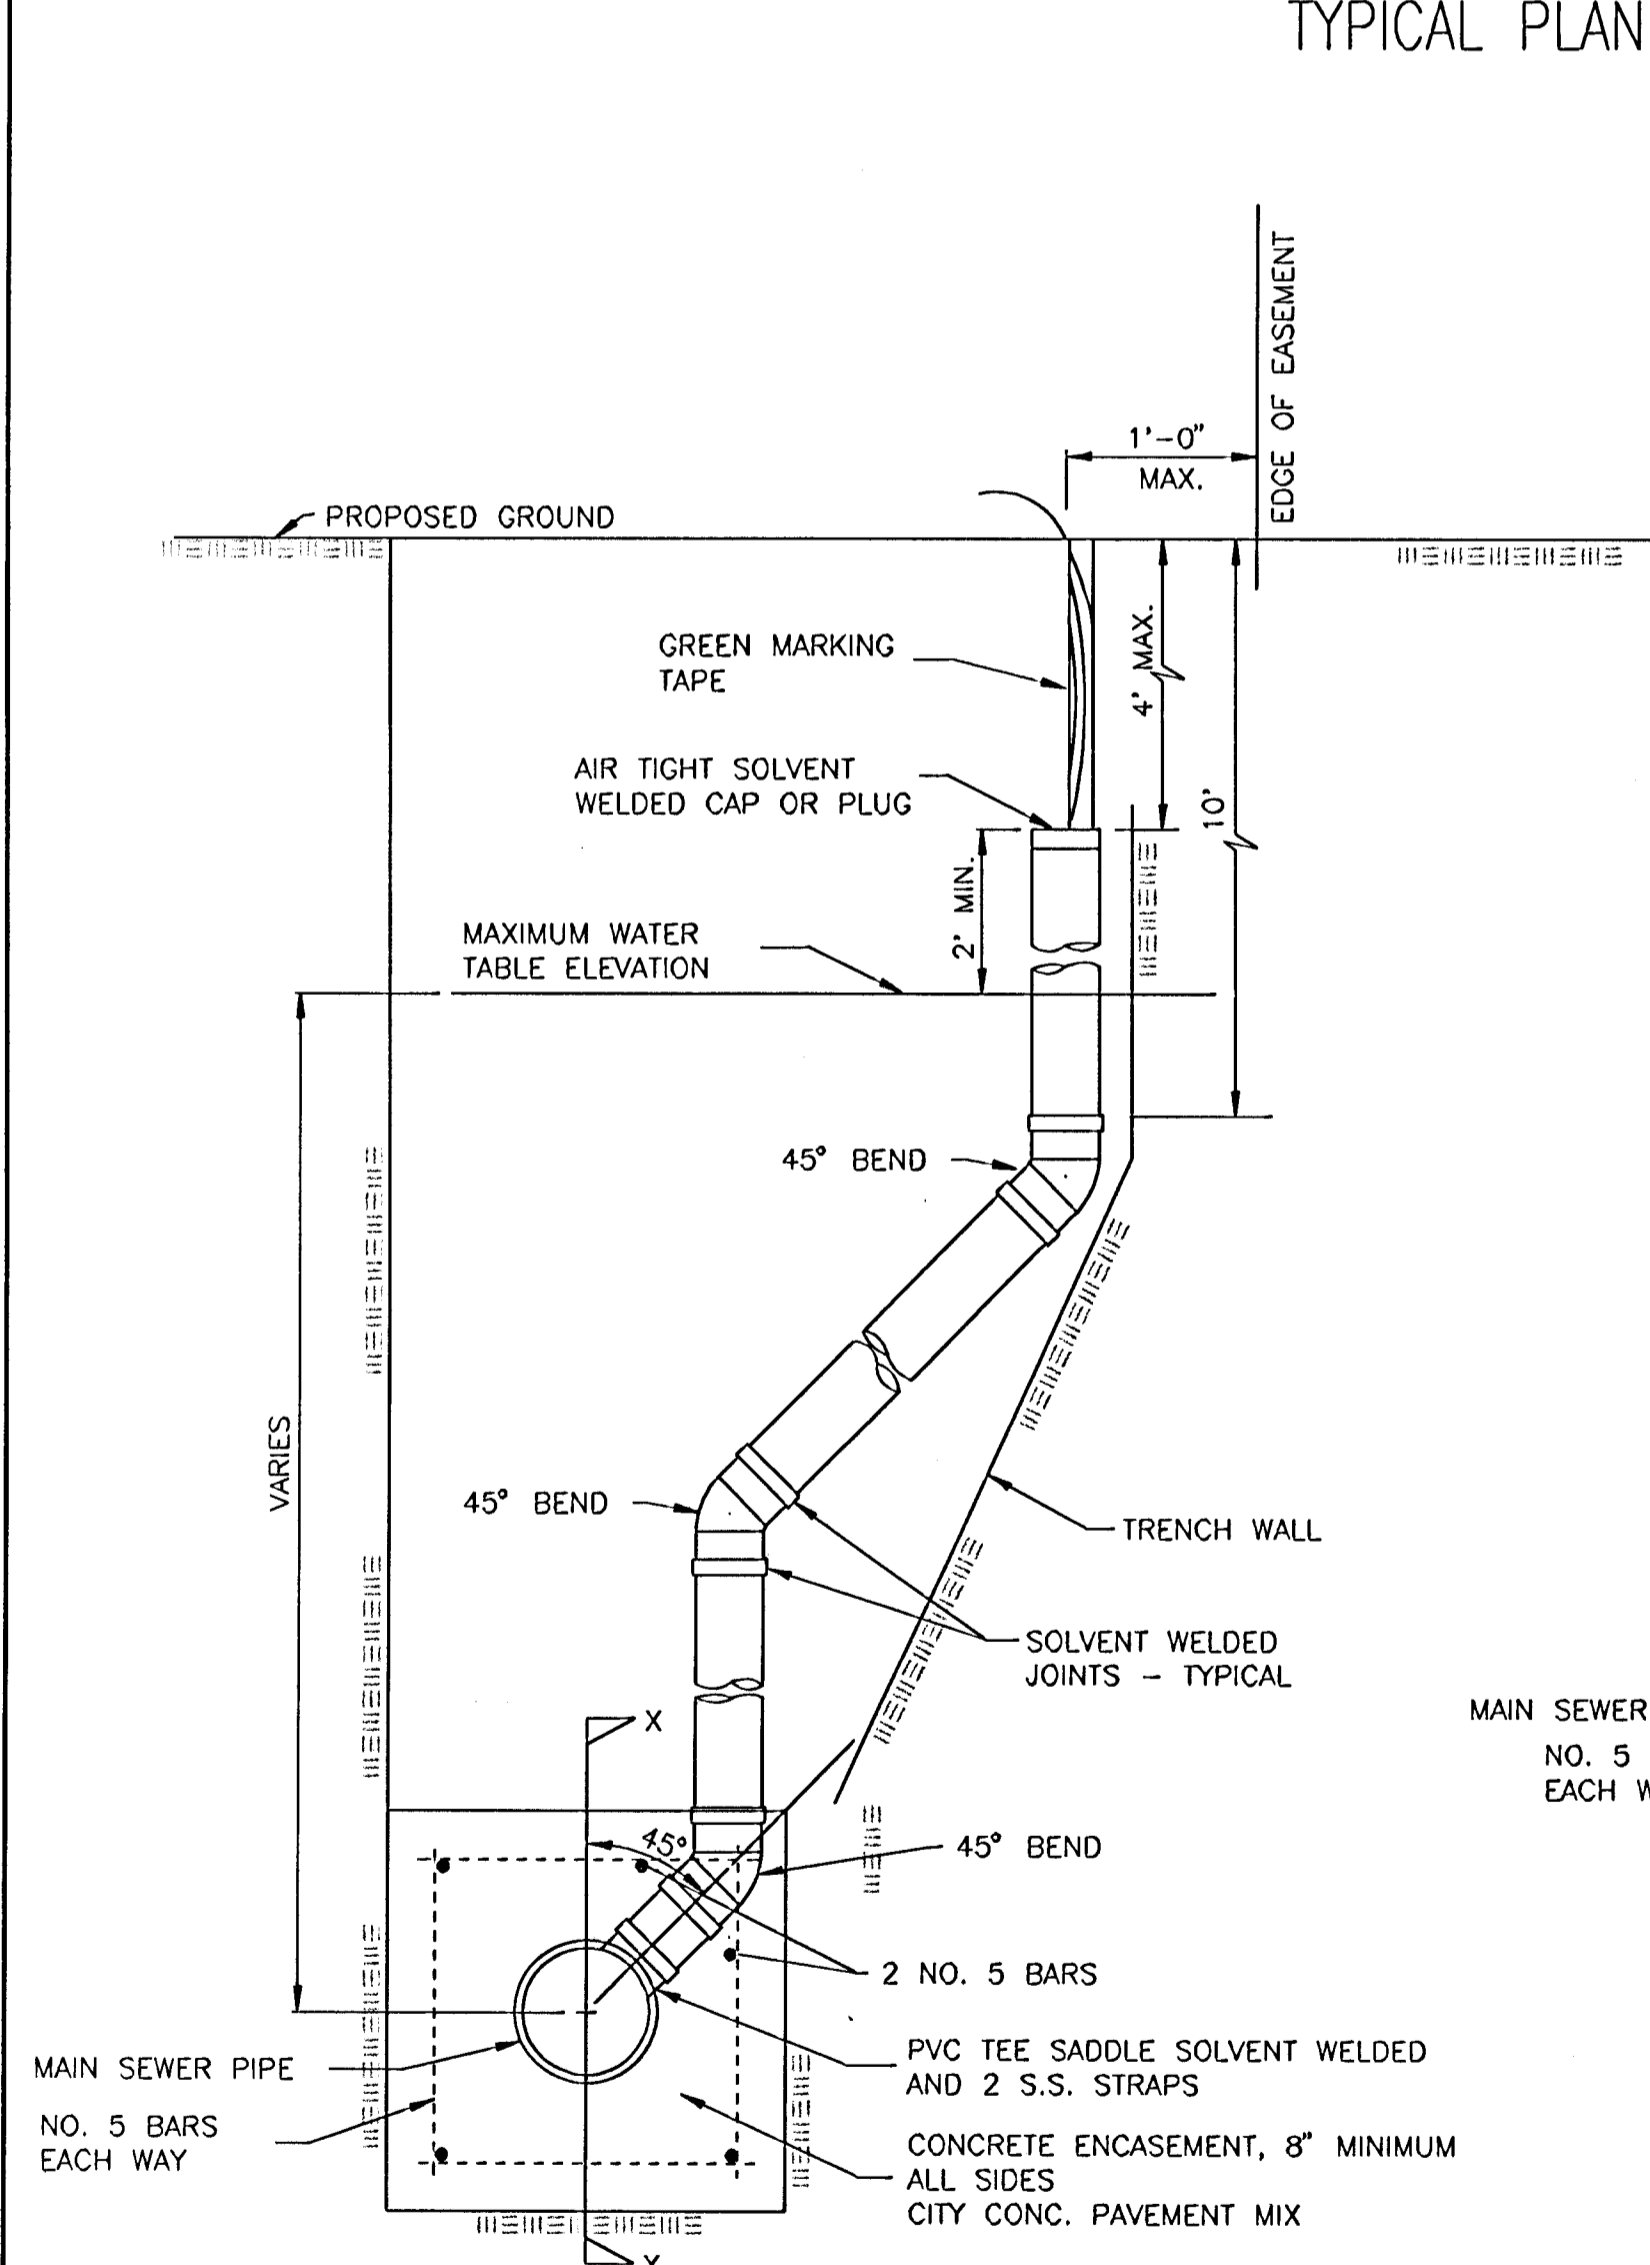 TYPICAL PLAN
EDGE OF EASEMENT
1'-0"
MAX.
PROPOSED GROUND
GREEN MARKING
TAPE
4' MAX.
AIR TIGHT SOLVENT
WELDED CAP OR PLUG
10'
2' MIN.
MAXIMUM WATER
TABLE ELEVATION
45° BEND
VARIES
45° BEND
TRENCH WALL
SOLVENT WELDED
JOINTS - TYPICAL
MAIN SEWER
NO. 5
EACH W
X
45°
45° BEND
2 NO. 5 BARS
PVC TEE SADDLE SOLVENT WELDED
AND 2 S.S. STRAPS
MAIN SEWER PIPE
NO. 5 BARS
EACH WAY
CONCRETE ENCASEMENT, 8" MINIMUM
ALL SIDES
CITY CONC. PAVEMENT MIX
X